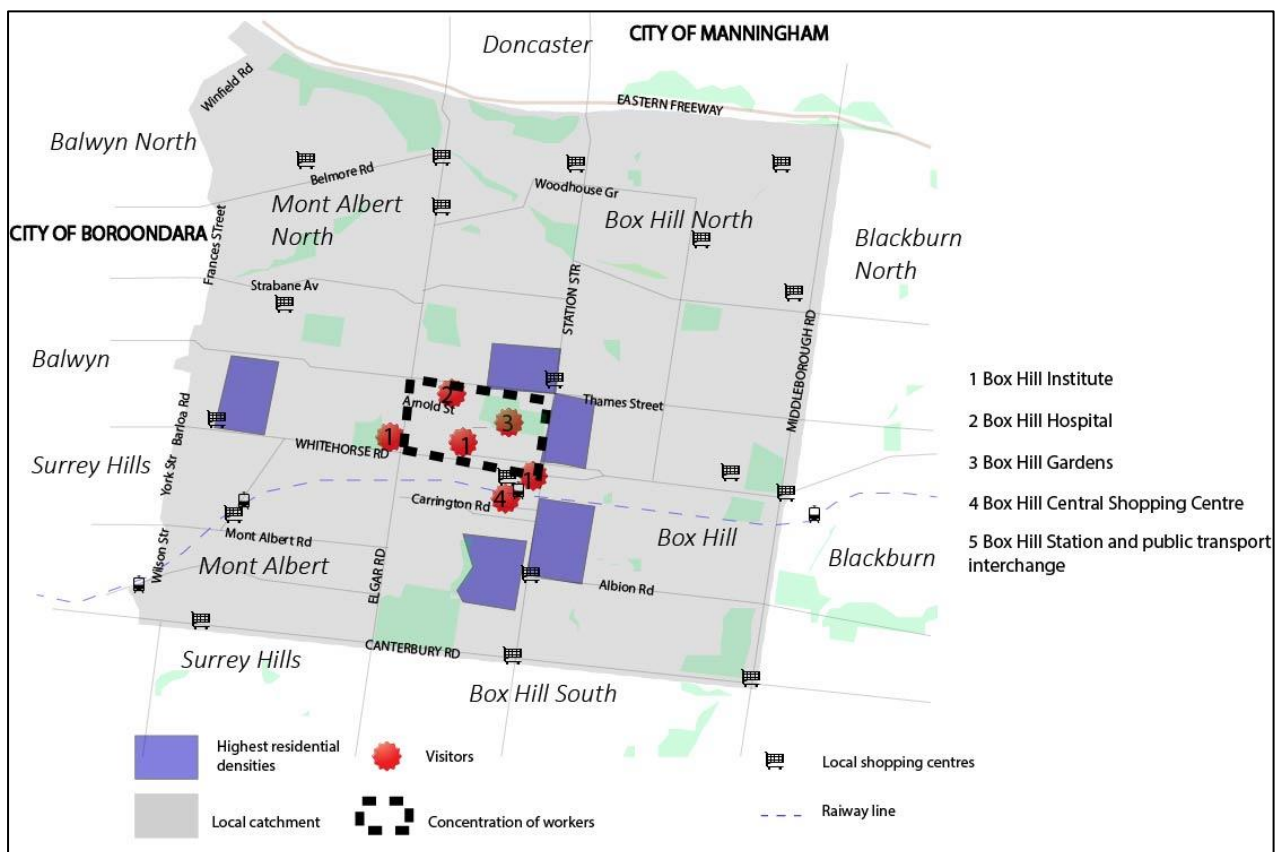 Doncaster
CITY OF MANNINGHAM
Winfield Rd
EASTERN FREEWAY
Balwyn North
Belmore Rd
Woodhouse Gr
Mont Albert
North
Box Hill North
CITY OF BOROONDARA
Frances STreet
Blackburn
North
Strabane Av
STATION STR
MIDDLEBOROUGH RD
Balwyn
2
Arnold St
Thames Street
3
Barloa Rd
1
1
WHITEHORSE RD
Surrey Hills
York Str
1
4
Carrington Rd
Mont Albert Rd
Box Hill
Blackburn
Wilson Str
Mont Albert
ELGAR RD
Albion Rd
CANTERBURY RD
Surrey Hills
Box Hill South
1 Box Hill Institute
2 Box Hill Hospital
3 Box Hill Gardens
4 Box Hill Central Shopping Centre
5 Box Hill Station and public transport
interchange
Highest residential
densities
Visitors
Local shopping centres
Local catchment
Concentration of workers
Raiway line